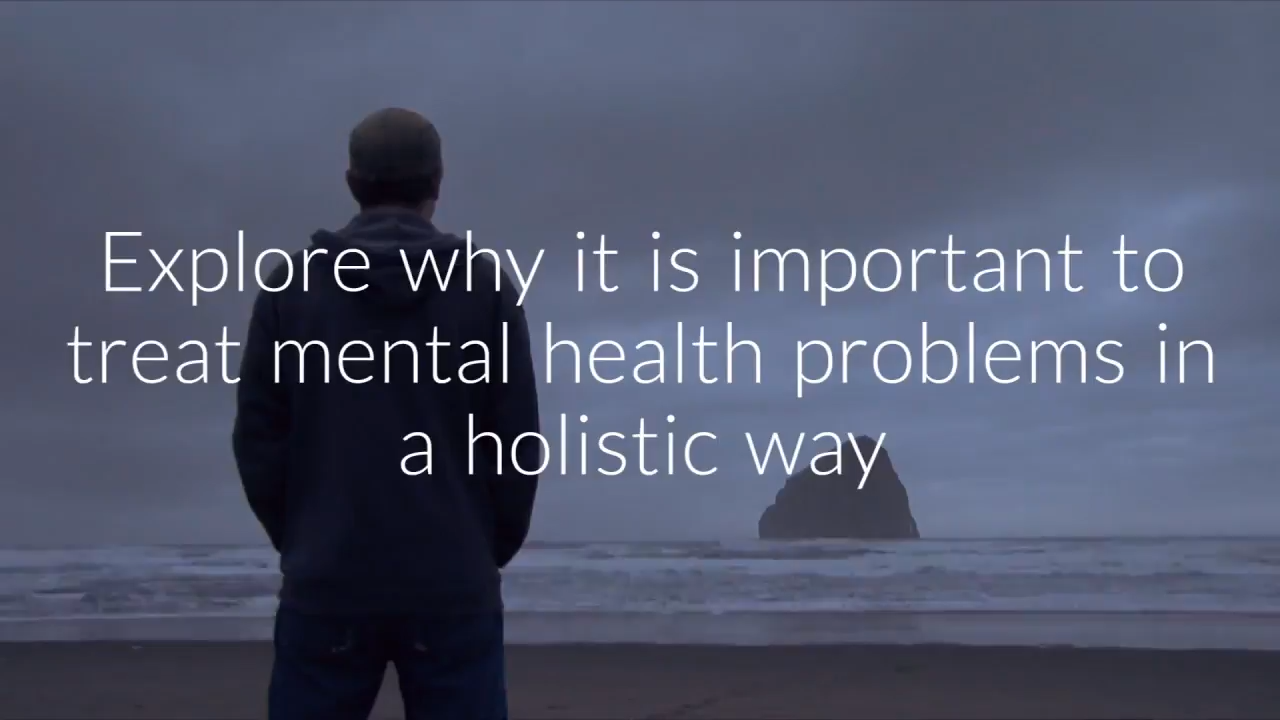 Explore why it is important to
treat mental health problems in
a holistic way